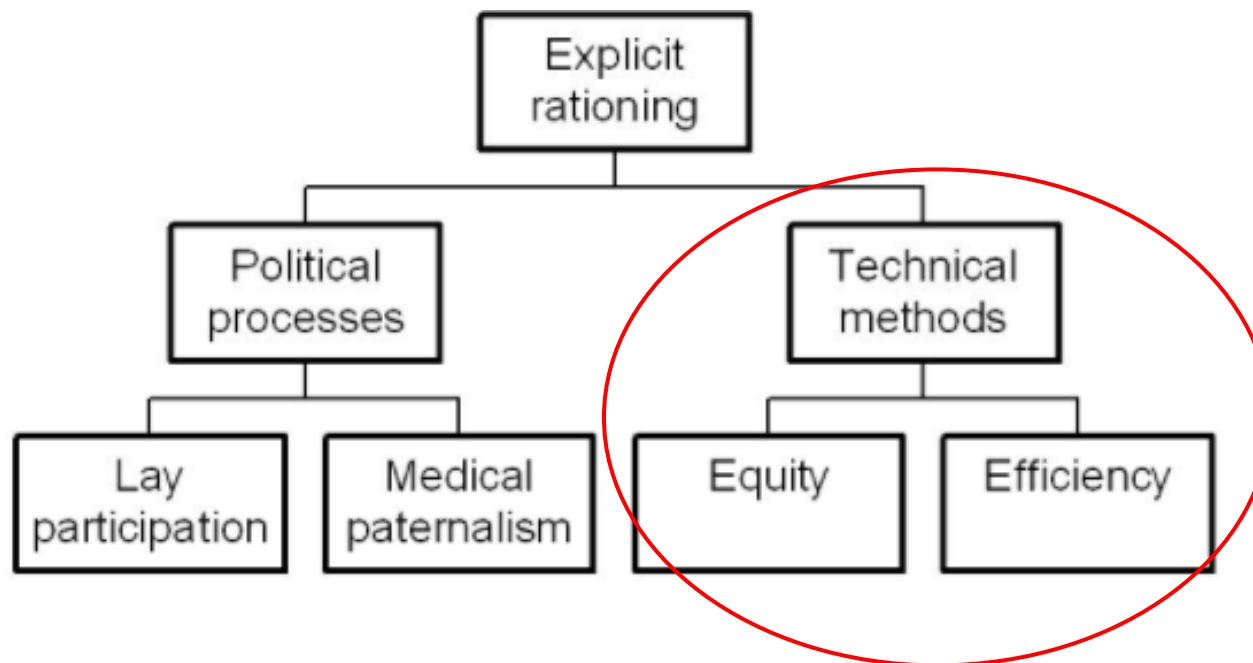 Explicit
rationing
Political
processes
Technical
methods
Lay
participation
Medical
paternalism
Equity
Efficiency